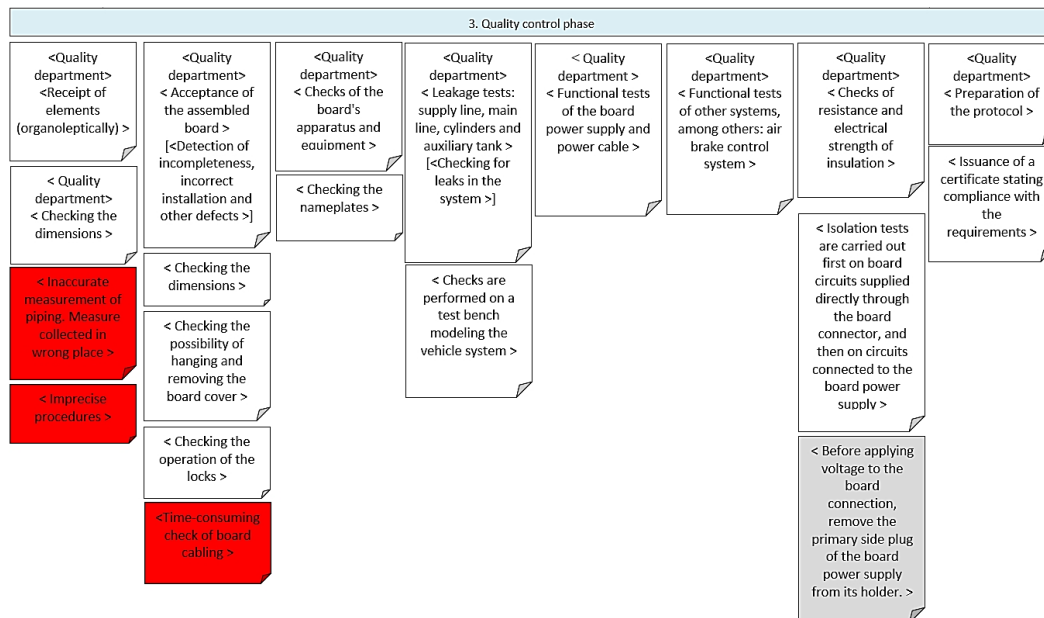 3. Quality control phase
<Quality
department>
<Receipt of
elements
(organoleptically) >
< Quality
department>
< Checking the
dimensions >
< Inaccurate
measurement of
piping. Measure
collected in
wrong place >
< Imprecise
procedures >
<Quality
department>
< Acceptance of
the assembled
board >
[<Detection of
incompleteness,
incorrect
installation and
other defects >]
< Checking the
dimensions >
< Checking the
possibility of
hanging and
removing the
board cover >
< Checking the
operation of the
locks >
<Time-consuming
check of board
cabling >
<Quality
department>
< Checks of the
board's
apparatus and
equipment >
< Checking the
nameplates >
<Quality
department>
< Leakage tests:
supply line, main
line, cylinders and
auxiliary tank >
[<Checking for
leaks in the
system >]
< Checks are
performed on a
test bench
modeling the
vehicle system >
< Quality
department >
< Functional tests
of the board
power supply and
power cable >
<Quality
department>
< Functional tests
of other systems,
among others: air
brake control
system >
<Quality
department>
< Checks of
resistance and
electrical
strength of
insulation >
< Isolation tests
are carried out
first on board
circuits supplied
directly through
the board
connector, and
then on circuits
connected to the
board power
supply >
< Before applying
voltage to the
board
connection,
remove the
primary side plug
of the board
power supply
from its holder. >
<Quality
department>
< Preparation of
the protocol >
< Issuance of a
certificate stating
compliance with
the
requirements >